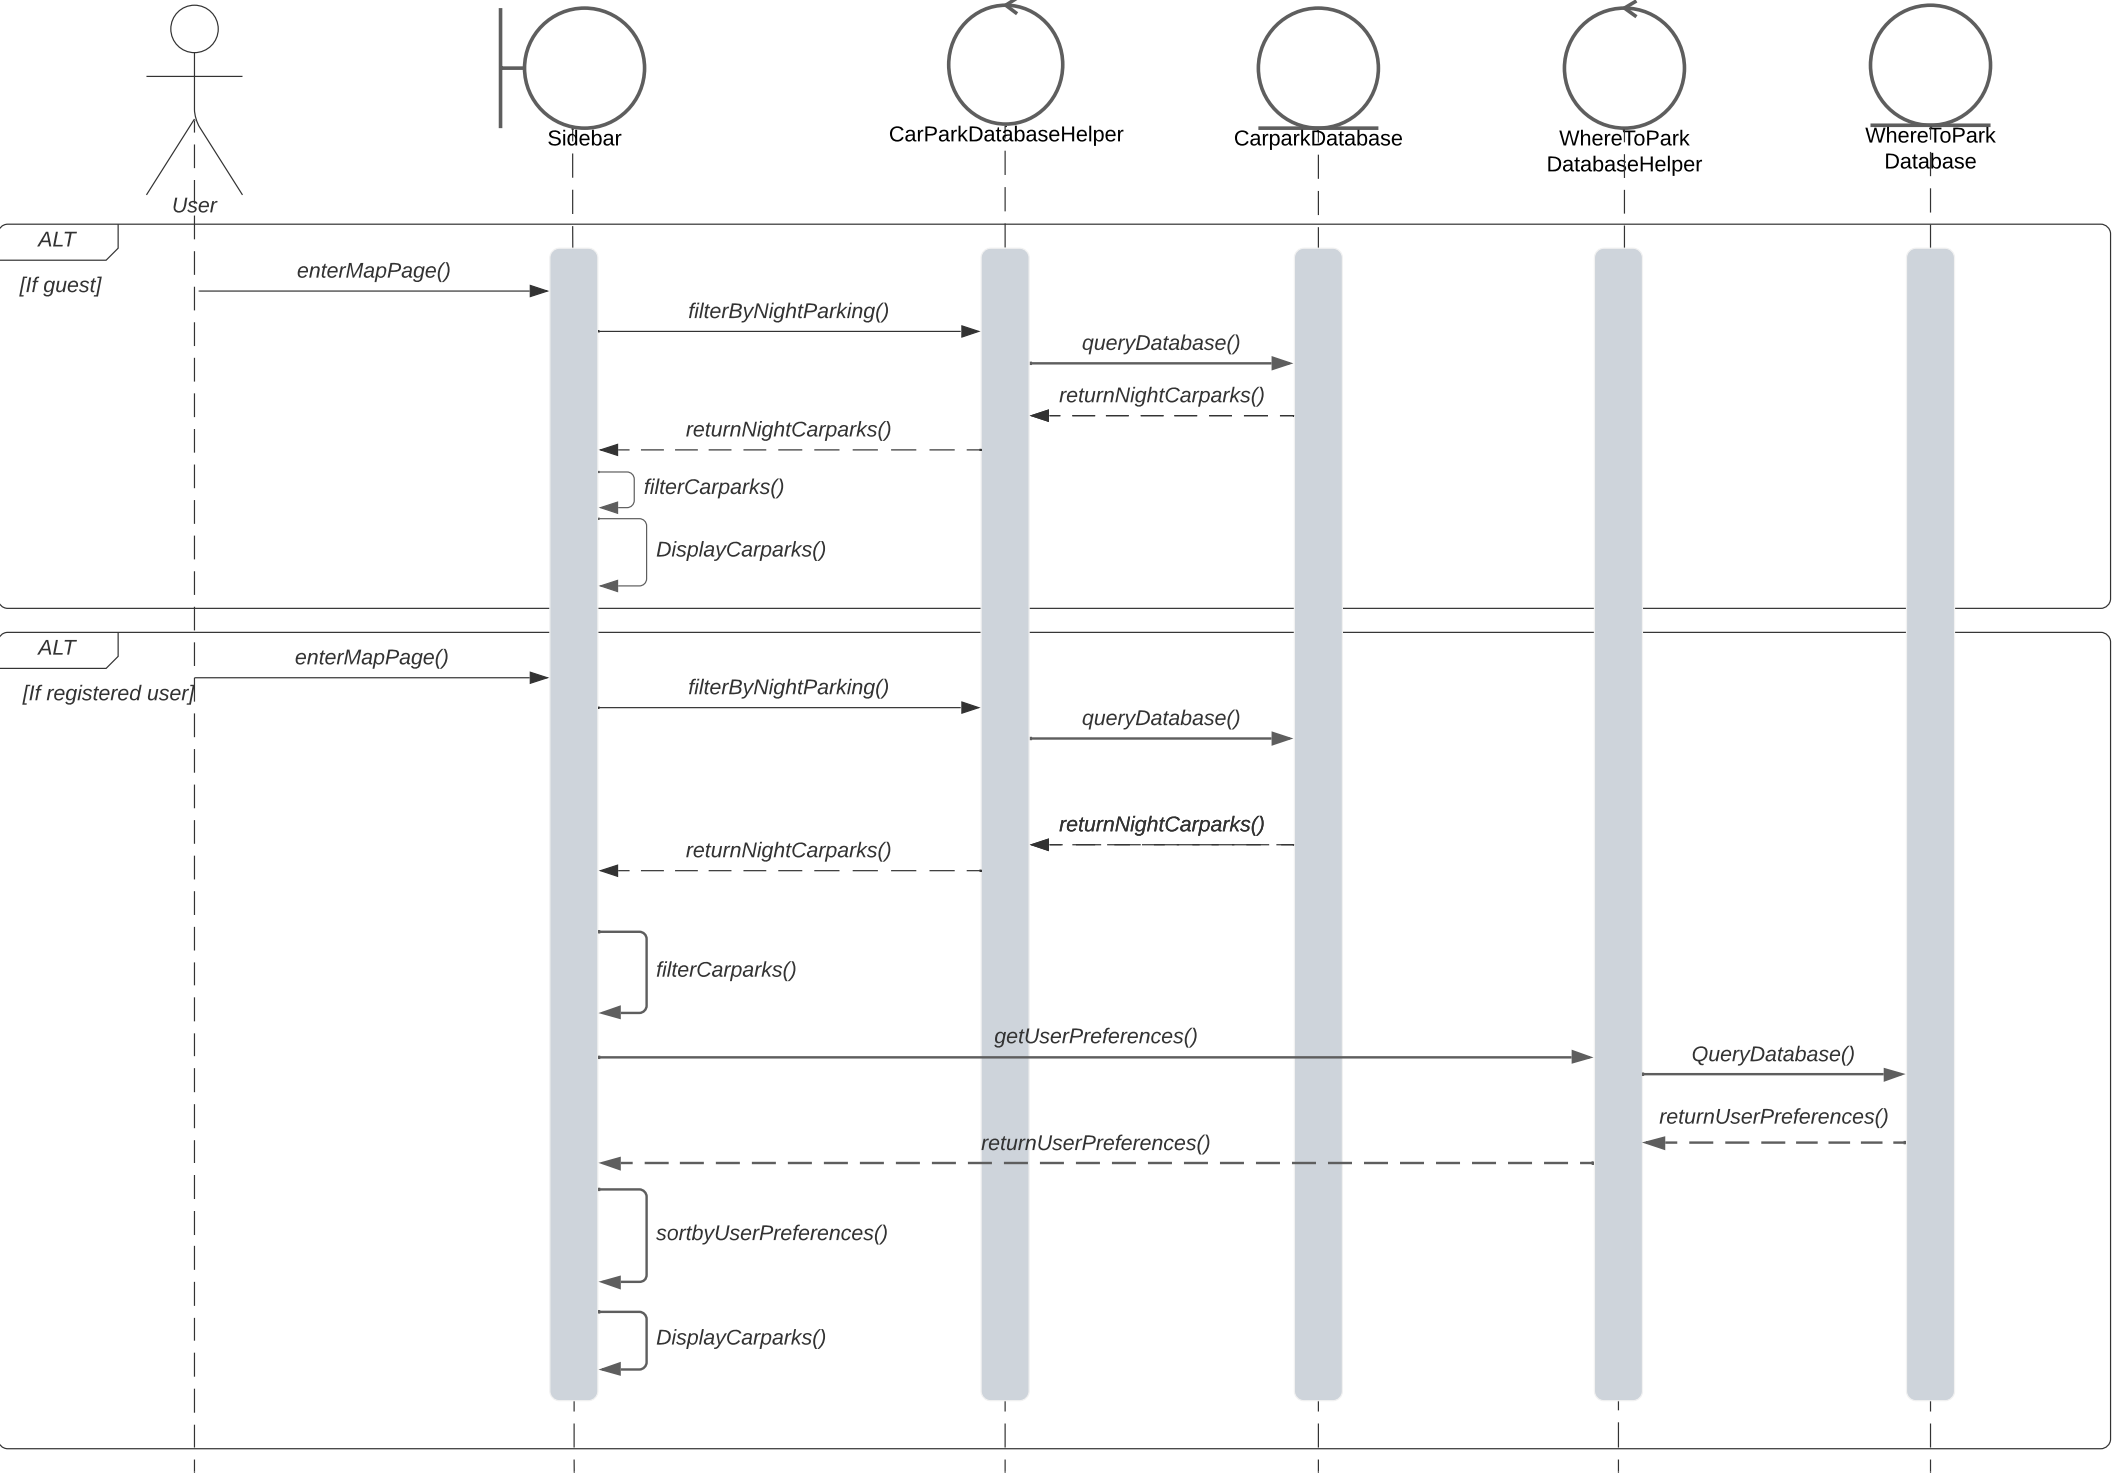 Sidebar
CarParkDatabaseHelper
CarparkDatabase
WhereToPark
DatabaseHelper
WhereToPark
Database
User
ALT
[If guest]
enterMapPage()
filterByNightParking()
queryDatabase()
returnNightCarparks()
returnNightCarparks()
filterCarparks()
DisplayCarparks()
ALT
[If registered user]
enterMapPage()
filterByNightParking()
queryDatabase()
returnNightCarparks()
returnNightCarparks()
filterCarparks()
getUserPreferences()
QueryDatabase()
returnUserPreferences()
returnUserPreferences()
sortbyUserPreferences()
DisplayCarparks()